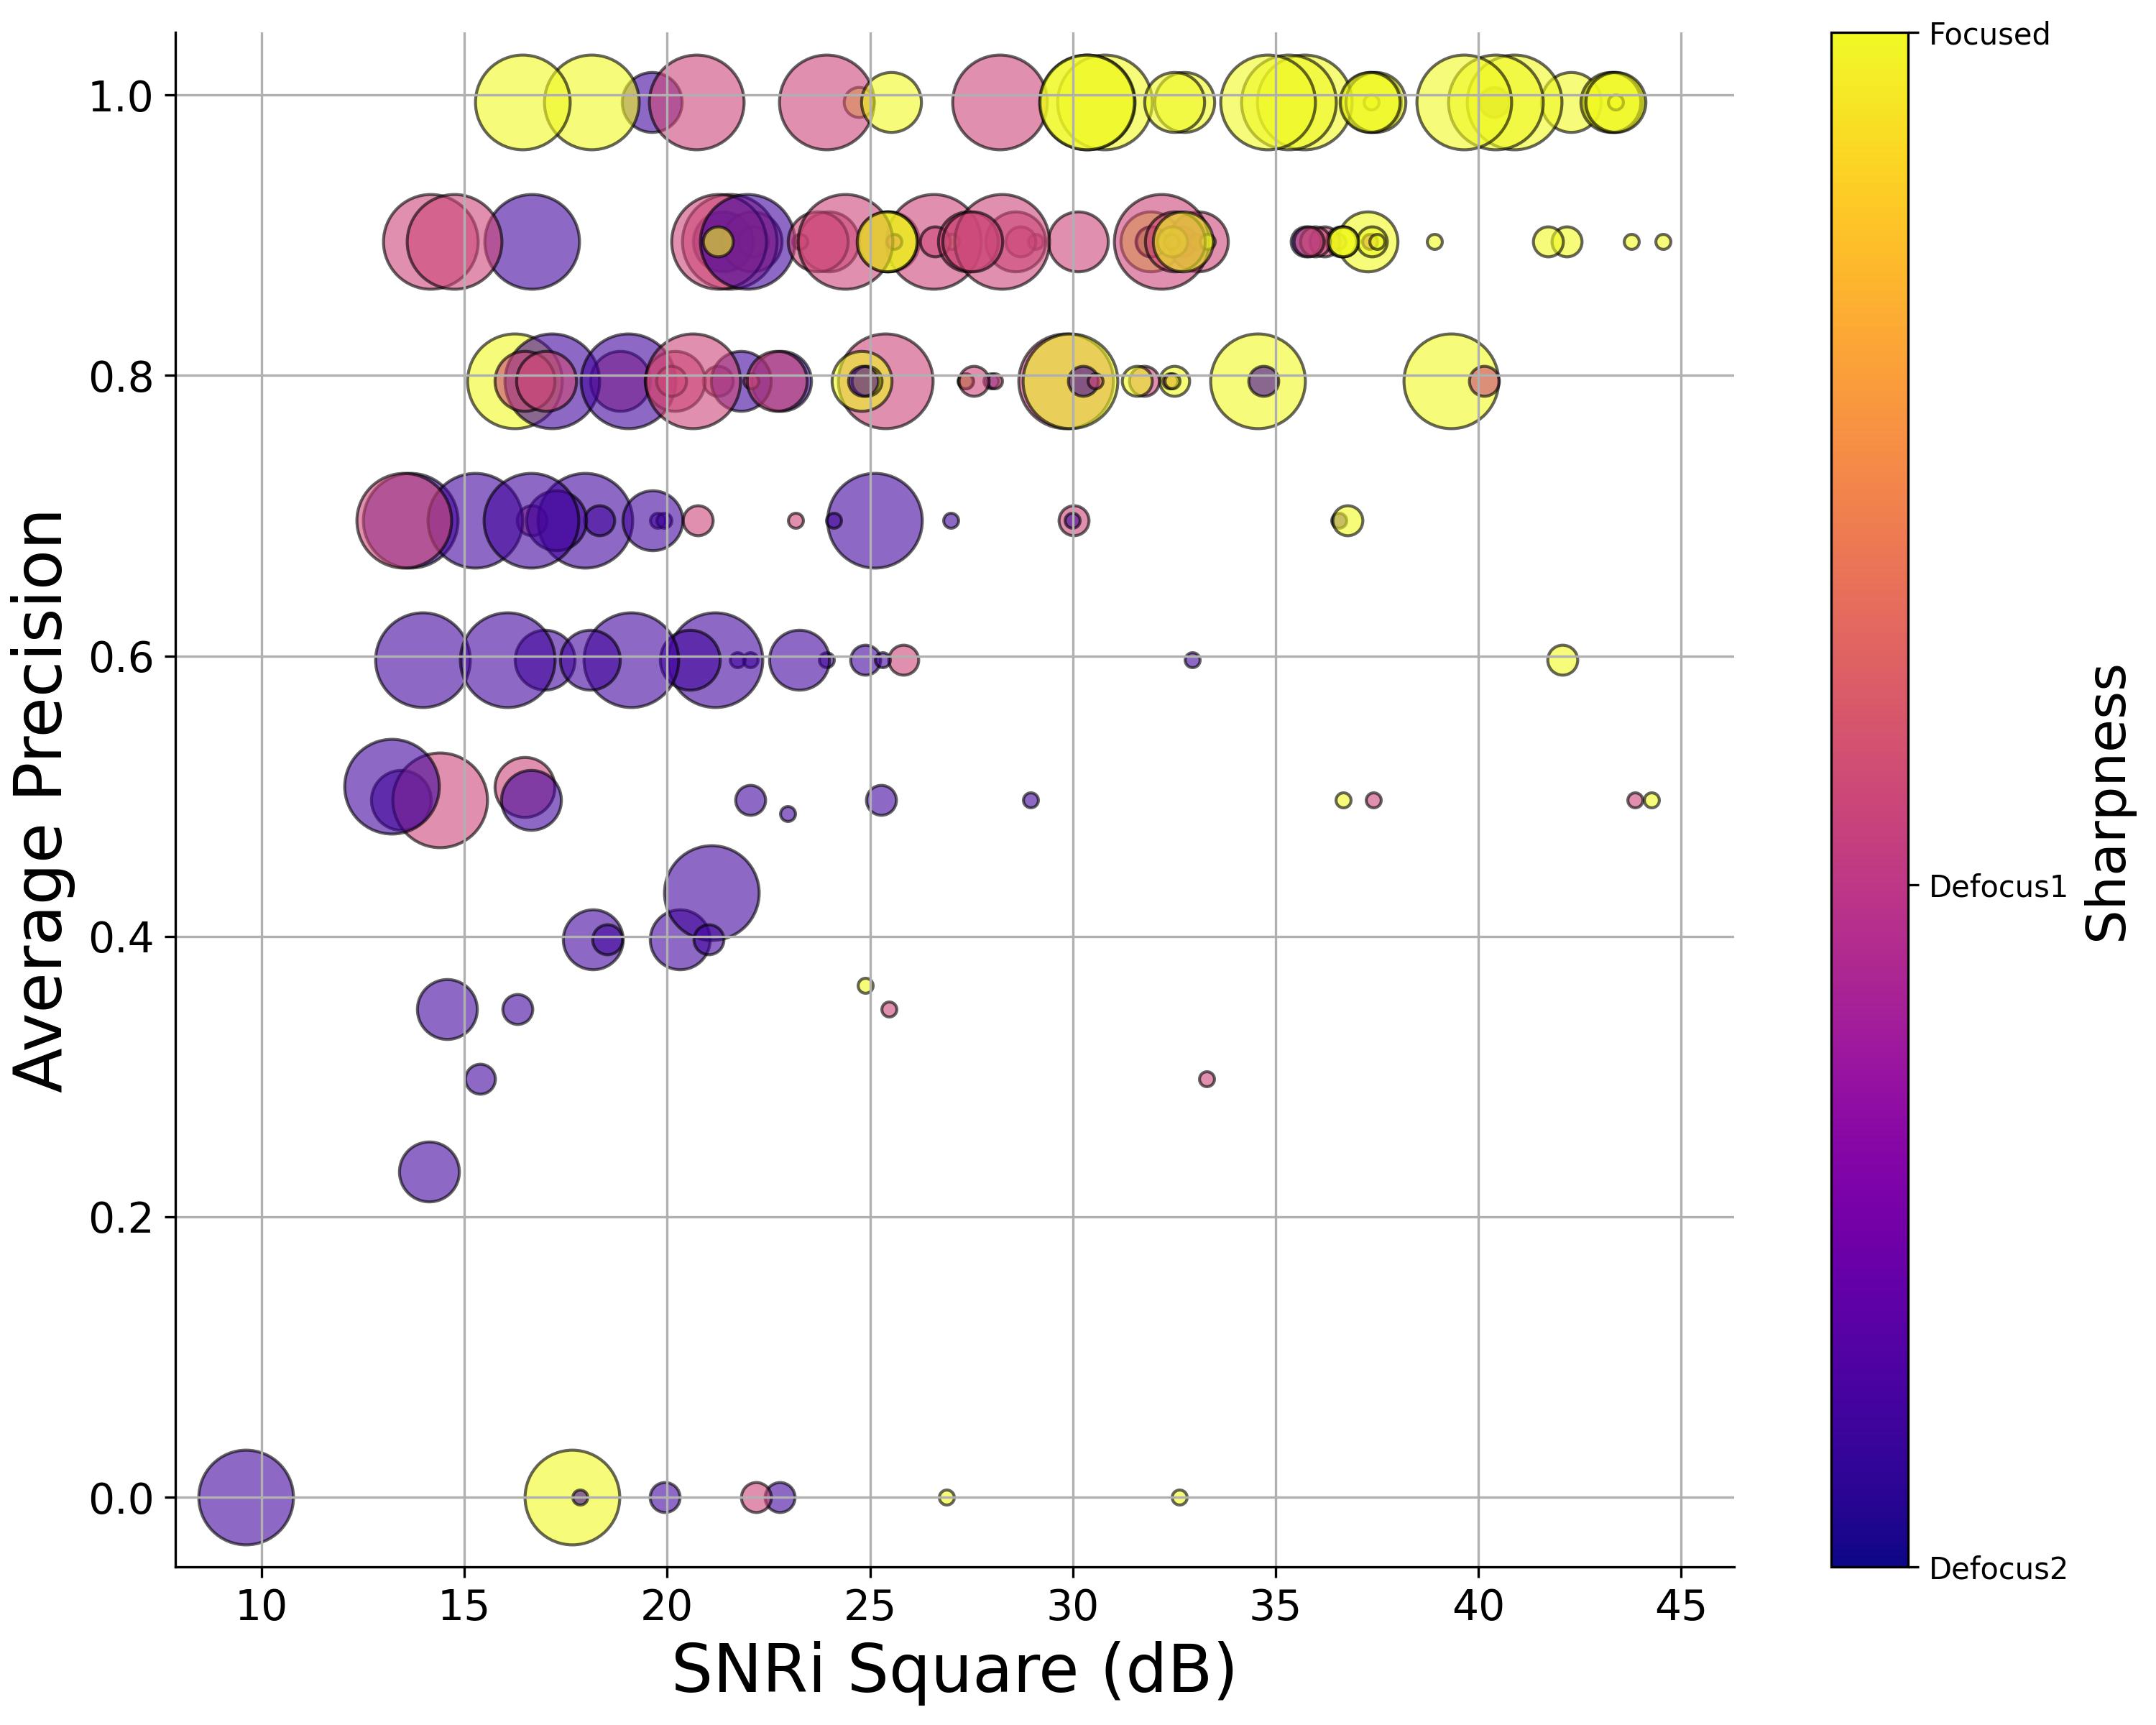 1.0
0.8
0.6
0.4
0.2
0.0
Average Precision
10 15 20 25 30 35 40 45
SNRi Square (dB)
Focused
Defocus1
Defocus2
Sharpness